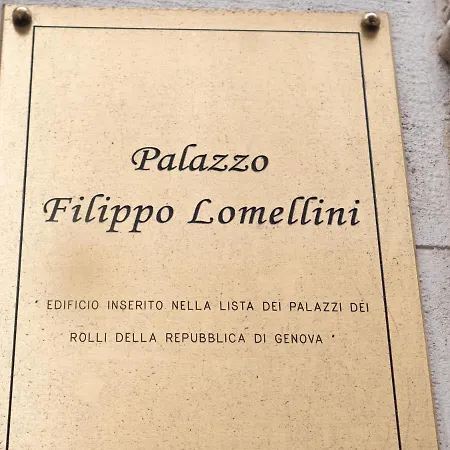 Palazzo
Filippo Lomellini
' EDIFICIO INSERITO NELLA LISTA DEI PALAZZI DEI
ROLLI DELLA REPUBBLICA DI GENOVA '